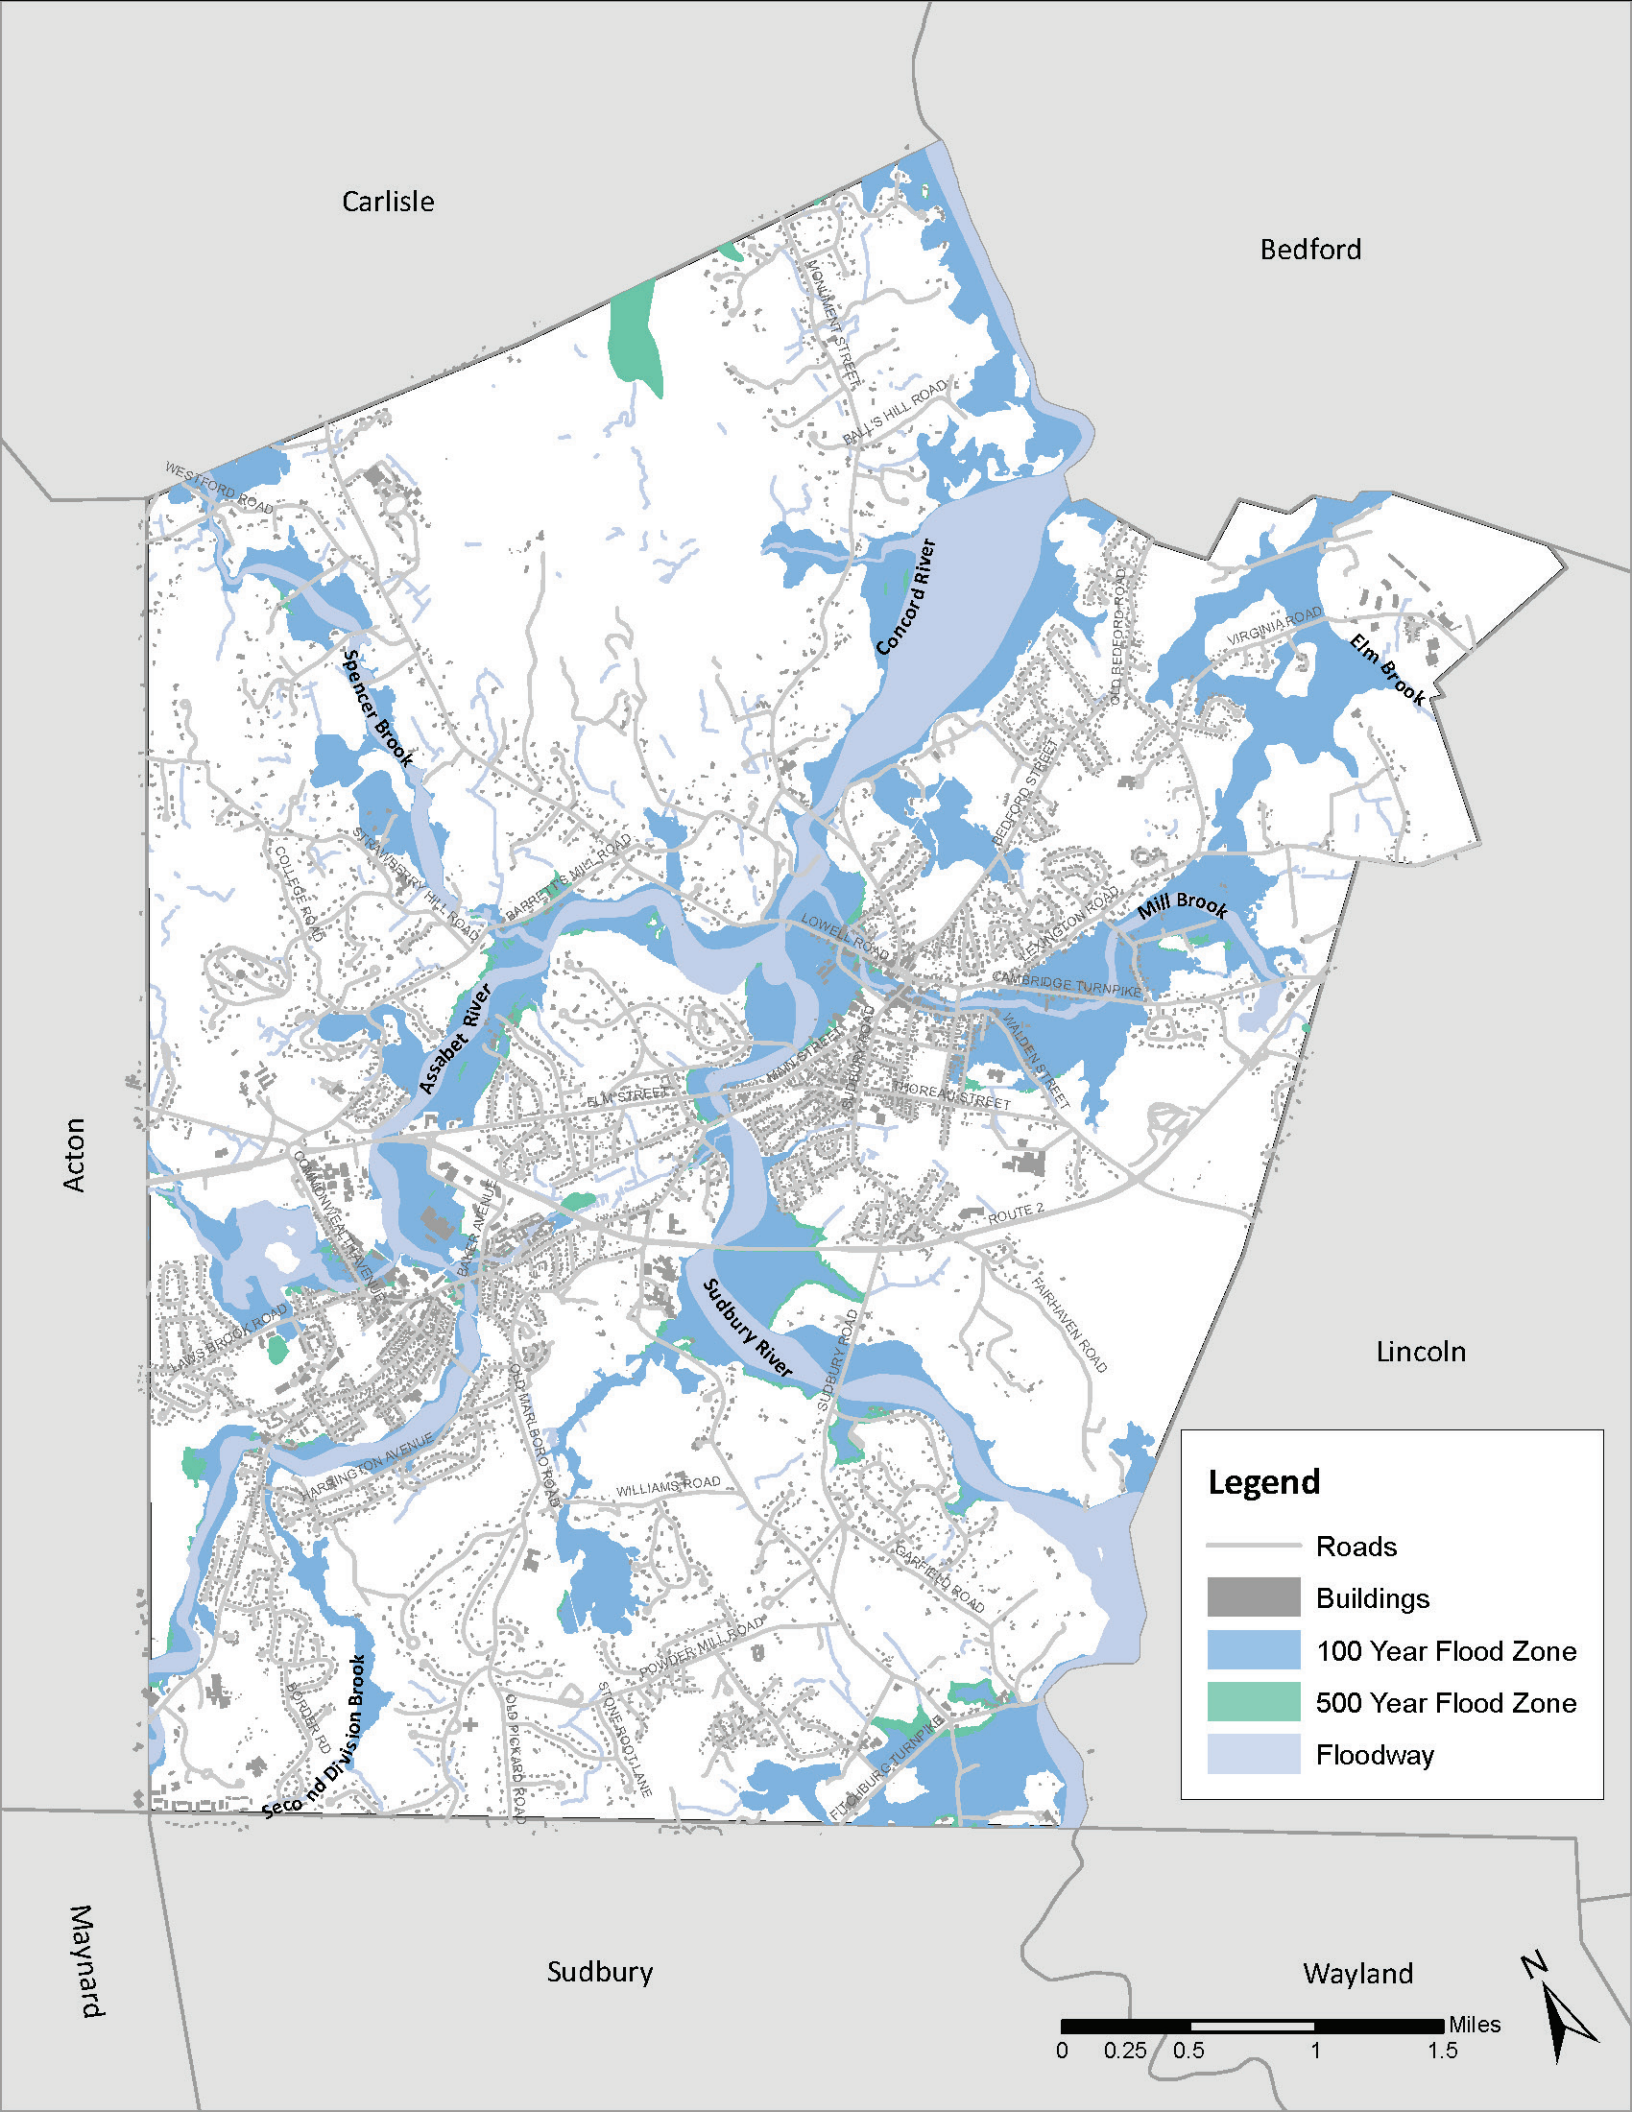 Carlisle
Bedford
MONUMENT STREET
BALL'S HILL ROAD
WESTFORD ROAD
Concord River
OLD BEDFORD ROAD
VIRGINIA ROAD
Elm Brook
Spencer Brook
BEDFORD STREET
STRAWBERRY HILL ROAD
COLLEGE ROAD
BARRETT'S MILL ROAD
LOWELL ROAD
LEXINGTON ROAD
Mill Brook
CAMBRIDGE TURNPIKE
Assabet River
MAIN STREET
SUDBURY ROAD
WALDEN STREET
ELM STREET
THOREAU STREET
Acton
COMMONWEALTH AVENUE
BAKER AVENUE
ROUTE 2
LAWS BROOK ROAD
Sudbury River
SUDBURY ROAD
FAIRHAVEN ROAD
Lincoln
OLD MARLBORO ROAD
HARRINGTON AVENUE
WILLIAMS ROAD
GARFIELD ROAD
POWDER MILL ROAD
BORDER RD
Second Division Brook
OLD PICKARD ROAD
STONE ROOT LANE
FITCHBURG TURNPIKE
Legend
Roads
Buildings
100 Year Flood Zone
500 Year Flood Zone
Floodway
Maynard
Sudbury
Wayland
N
Miles
0 0.25 0.5 1 1.5